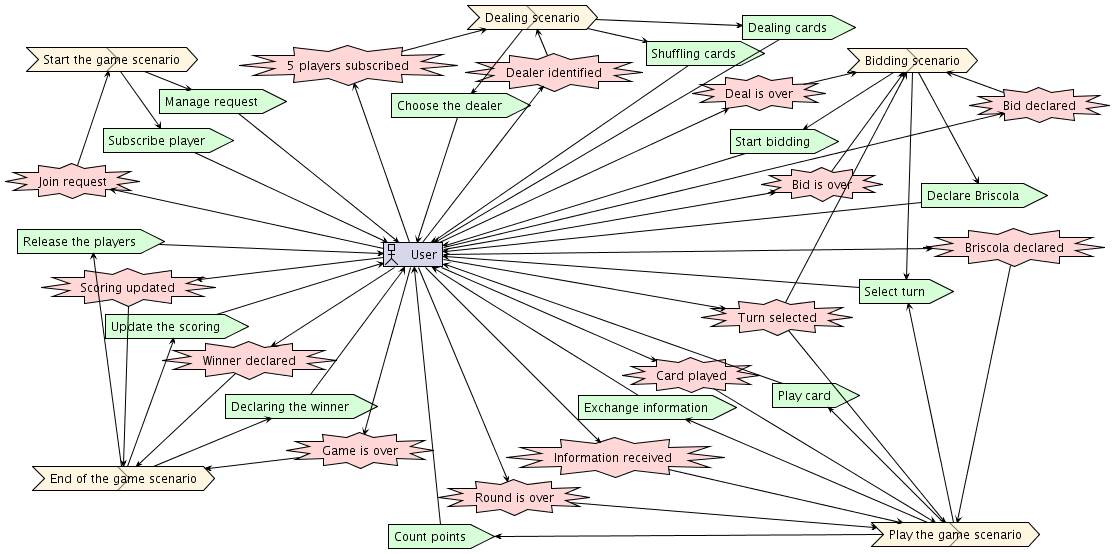 Dealing scenario
Dealing cards
Start the game scenario
5 players subscribed
Dealer identified
Shuffling cards
Bidding scenario
Manage request
Choose the dealer
Deal is over
Bid declared
Subscribe player
Start bidding
Join request
Bid is over
Declare Briscola
Release the players
User
Briscola declared
Scoring updated
Select turn
Update the scoring
Turn selected
Winner declared
Card played
Declaring the winner
Exchange information
Play card
Game is over
Information received
End of the game scenario
Round is over
Count points
Play the game scenario